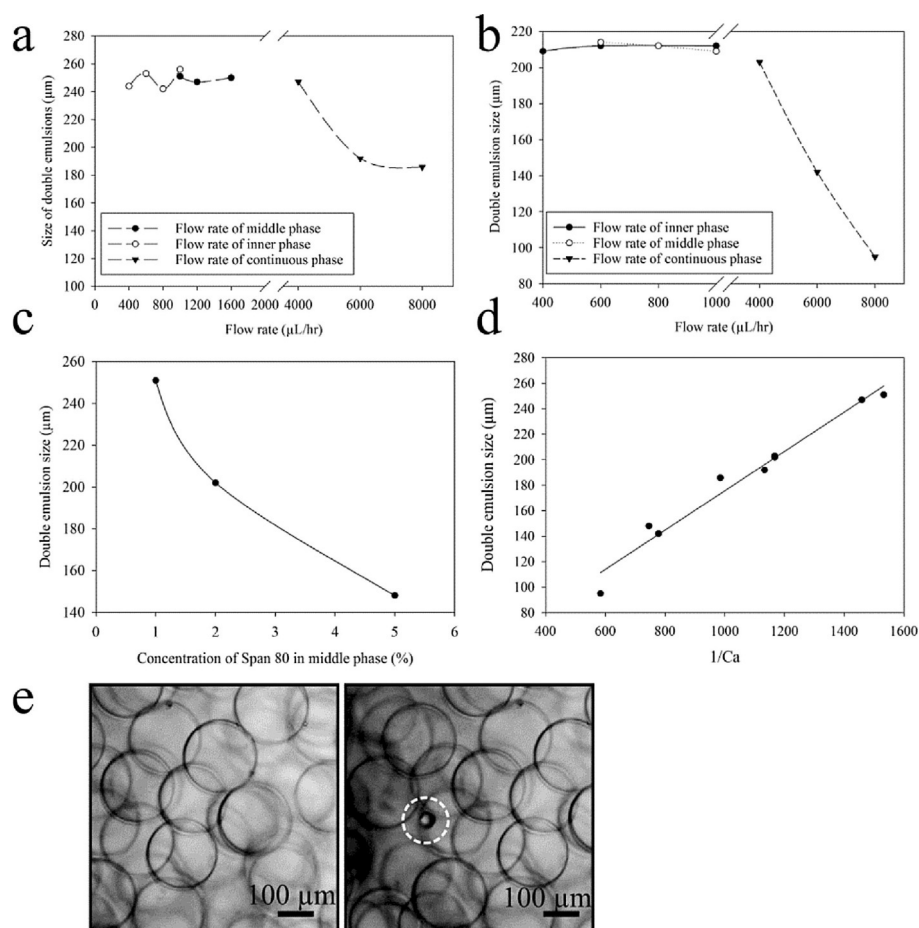 a
280
260
240
220
200
180
160
140
120
100
Size of double emulsions (µm)
Flow rate of middle phase
Flow rate of inner phase
Flow rate of continuous phase
0 400 800 1200 1600 2000 4000 6000 8000
Flow rate (µL/hr)
b
220
200
180
160
140
120
100
80
Double emulsion size (µm)
Flow rate of inner phase
Flow rate of middle phase
Flow rate of continuous phase
400 600 800 1000 4000 6000 8000
Flow rate (µL/hr)
c
260
240
220
200
180
160
140
Double emulsion size (µm)
0 1 2 3 4 5 6
Concentration of Span 80 in middle phase (%)
d
280
260
240
220
200
180
160
140
120
100
80
Double emulsion size (µm)
400 600 800 1000 1200 1400 1600
1/Ca
e
100 µm
100 µm